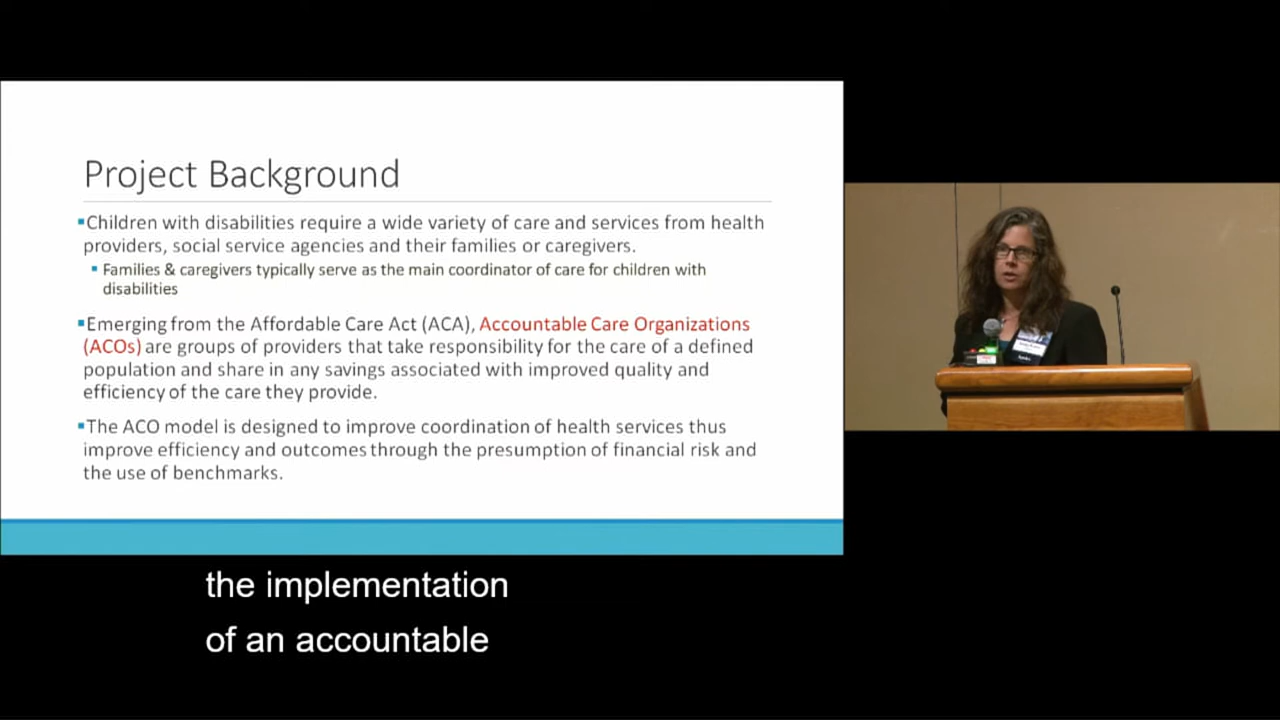 Project Background
▪Children with disabilities require a wide variety of care and services from health
providers, social service agencies and their families or caregivers.
▪ Families & caregivers typically serve as the main coordinator of care for children with
disabilities
▪Emerging from the Affordable Care Act (ACA), Accountable Care Organizations
(ACOs) are groups of providers that take responsibility for the care of a defined
population and share in any savings associated with improved quality and
efficiency of the care they provide.
▪The ACO model is designed to improve coordination of health services thus
improve efficiency and outcomes through the presumption of financial risk and
the use of benchmarks.
the implementation
of an accountable